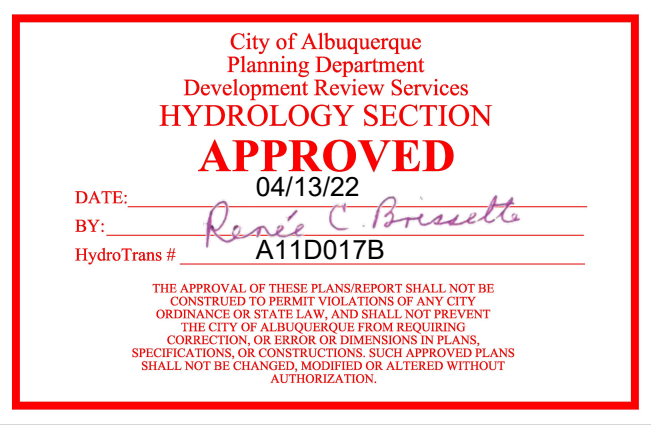 City of Albuquerque
Planning Department
Development Review Services
HYDROLOGY SECTION
APPROVED
DATE: 04/13/22
BY: Renée C. Brissette
HydroTrans # A11D017B
THE APPROVAL OF THESE PLANS/REPORT SHALL NOT BE
CONSTRUED TO PERMIT VIOLATIONS OF ANY CITY
ORDINANCE OR STATE LAW, AND SHALL NOT PREVENT
THE CITY OF ALBUQUERQUE FROM REQUIRING
CORRECTION, OR ERROR OR DIMENSIONS IN PLANS,
SPECIFICATIONS, OR CONSTRUCTIONS. SUCH APPROVED PLANS
SHALL NOT BE CHANGED, MODIFIED OR ALTERED WITHOUT
AUTHORIZATION.